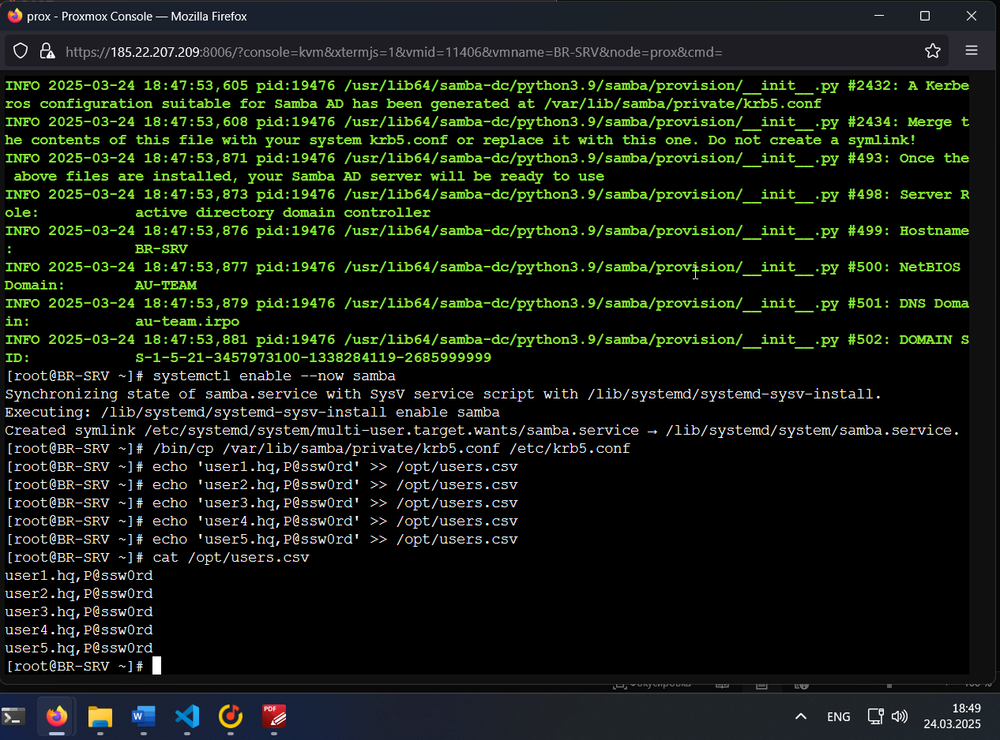 prox - Proxmox Console — Mozilla Firefox
https://185.22.207.209:8006/?console=kvm&xtermjs=1&vmid=11406&vmname=BR-SRV&node=prox&cmd=
INFO 2025-03-24 18:47:53,605 pid:19476 /usr/lib64/samba-dc/python3.9/samba/provision/__init__.py #2432: A Kerbe
ros configuration suitable for Samba AD has been generated at /var/lib/samba/private/krb5.conf
INFO 2025-03-24 18:47:53,608 pid:19476 /usr/lib64/samba-dc/python3.9/samba/provision/__init__.py #2434: Merge t
he contents of this file with your system krb5.conf or replace it with this one. Do not create a symlink!
INFO 2025-03-24 18:47:53,871 pid:19476 /usr/lib64/samba-dc/python3.9/samba/provision/__init__.py #493: Once the
 above files are installed, your Samba AD server will be ready to use
INFO 2025-03-24 18:47:53,873 pid:19476 /usr/lib64/samba-dc/python3.9/samba/provision/__init__.py #498: Server R
ole:            active directory domain controller
INFO 2025-03-24 18:47:53,876 pid:19476 /usr/lib64/samba-dc/python3.9/samba/provision/__init__.py #499: Hostname
:              BR-SRV
INFO 2025-03-24 18:47:53,877 pid:19476 /usr/lib64/samba-dc/python3.9/samba/provision/__init__.py #500: NetBIOS
Domain:        AU-TEAM
INFO 2025-03-24 18:47:53,879 pid:19476 /usr/lib64/samba-dc/python3.9/samba/provision/__init__.py #501: DNS Doma
in:            au-team.irpo
INFO 2025-03-24 18:47:53,881 pid:19476 /usr/lib64/samba-dc/python3.9/samba/provision/__init__.py #502: DOMAIN S
ID:            S-1-5-21-3457973100-1338284119-2685999999
[root@BR-SRV ~]# systemctl enable --now samba
Synchronizing state of samba.service with SysV service script with /lib/systemd/systemd-sysv-install.
Executing: /lib/systemd/systemd-sysv-install enable samba
Created symlink /etc/systemd/system/multi-user.target.wants/samba.service → /lib/systemd/system/samba.service.
[root@BR-SRV ~]# /bin/cp /var/lib/samba/private/krb5.conf /etc/krb5.conf
[root@BR-SRV ~]# echo 'user1.hq,P@ssw0rd' >> /opt/users.csv
[root@BR-SRV ~]# echo 'user2.hq,P@ssw0rd' >> /opt/users.csv
[root@BR-SRV ~]# echo 'user3.hq,P@ssw0rd' >> /opt/users.csv
[root@BR-SRV ~]# echo 'user4.hq,P@ssw0rd' >> /opt/users.csv
[root@BR-SRV ~]# echo 'user5.hq,P@ssw0rd' >> /opt/users.csv
[root@BR-SRV ~]# cat /opt/users.csv
user1.hq,P@ssw0rd
user2.hq,P@ssw0rd
user3.hq,P@ssw0rd
user4.hq,P@ssw0rd
user5.hq,P@ssw0rd
[root@BR-SRV ~]#
W
PDF
ENG
18:49
24.03.2025